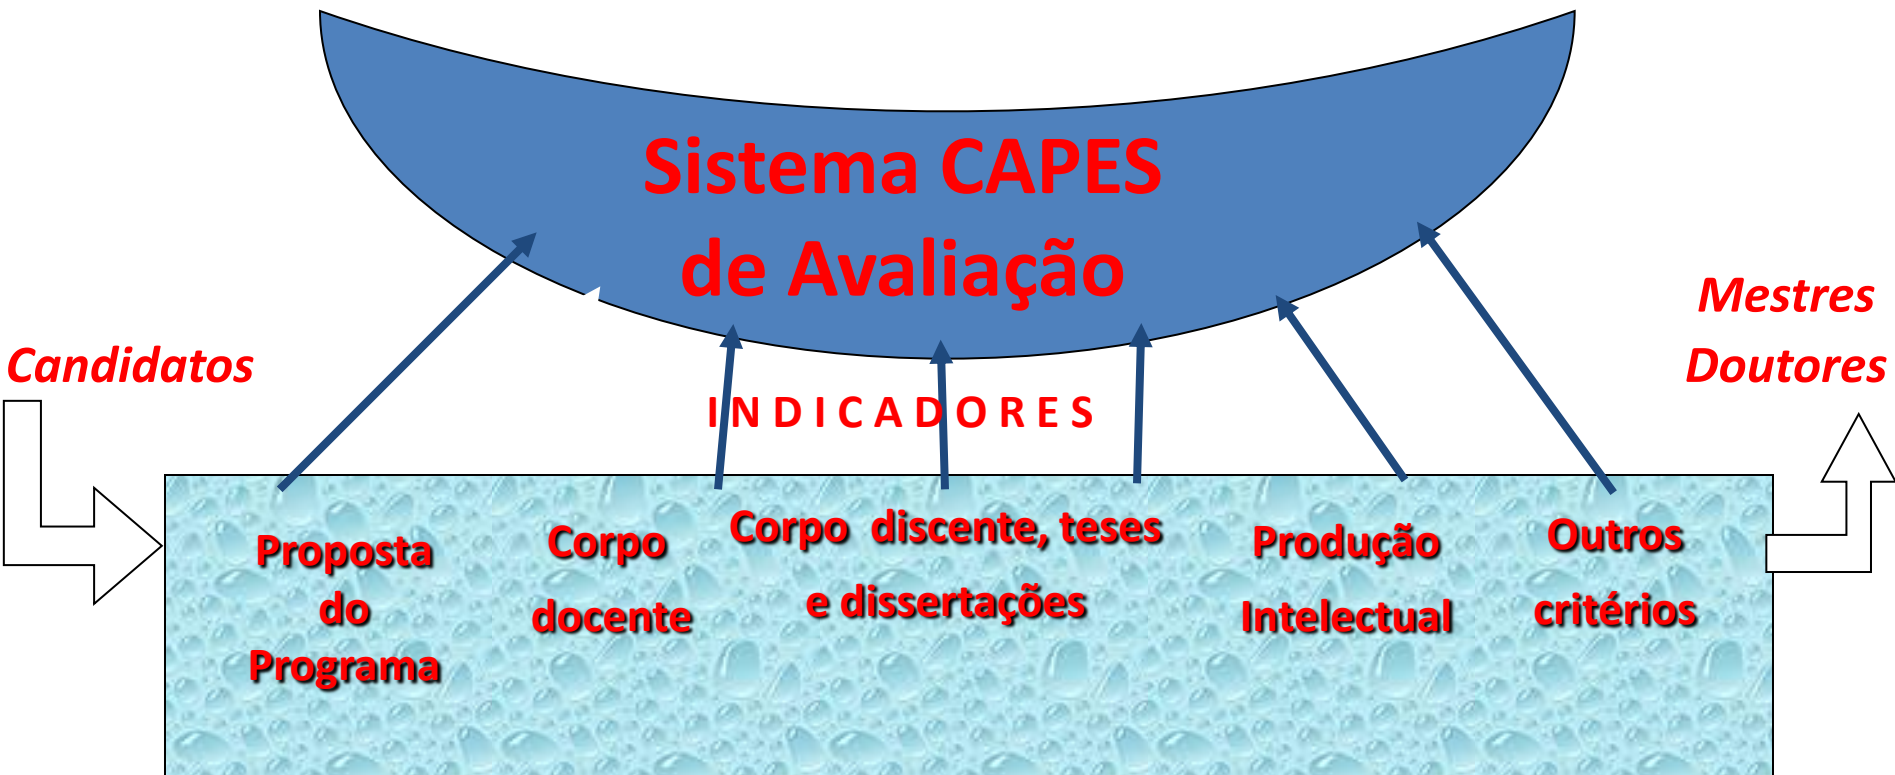 Sistema CAPES
de Avaliação
Candidatos
Mestres
Doutores
INDICADORES
Proposta
do
Programa
Corpo
docente
Corpo discente, teses
e dissertações
Produção
Intelectual
Outros
critérios